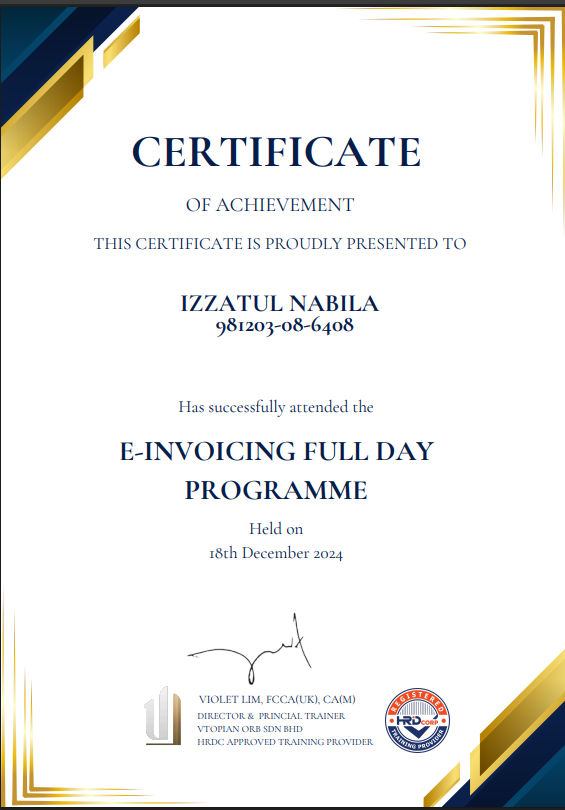 CERTIFICATE
OF ACHIEVEMENT
THIS CERTIFICATE IS PROUDLY PRESENTED TO
IZZATUL NABILA
981203-08-6408
Has successfully attended the
E-INVOICING FULL DAY
PROGRAMME
Held on
18th December 2024
VIOLET LIM, FCCA(UK), CA(M)
DIRECTOR & PRINCIAL TRAINER
VTOPIAN ORB SDN BHD
HRDC APPROVED TRAINING PROVIDER
REGISTERED
HRD CORP
TRAINING PROVIDER